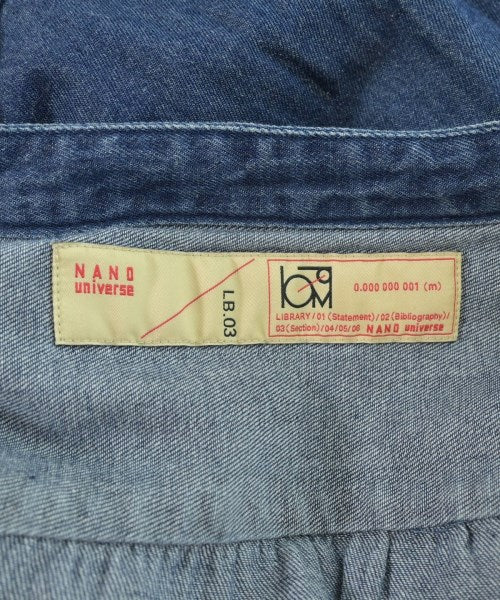 NANO
universe
LB.03
0.000 000 001 (m)
LIBRARY/01(Statement)/02(Bibliography)/
03(Section)/04/05/06 NANO universe